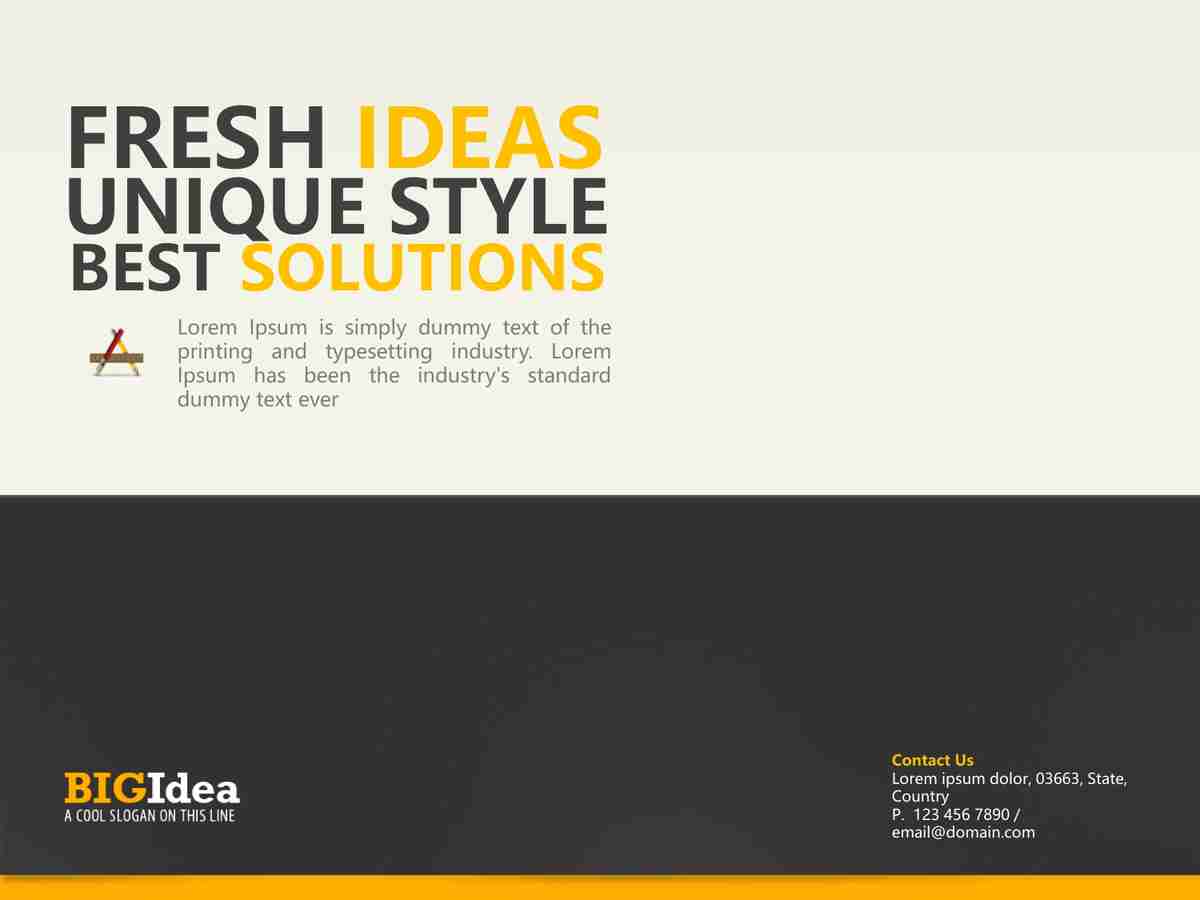 FRESH IDEAS
UNIQUE STYLE
BEST SOLUTIONS
Lorem Ipsum is simply dummy text of the
printing and typesetting industry. Lorem
Ipsum has been the industry's standard
dummy text ever
BIGIdea
A COOL SLOGAN ON THIS LINE
Contact Us
Lorem ipsum dolor, 03663, State,
Country
P. 123 456 7890 /
email@domain.com